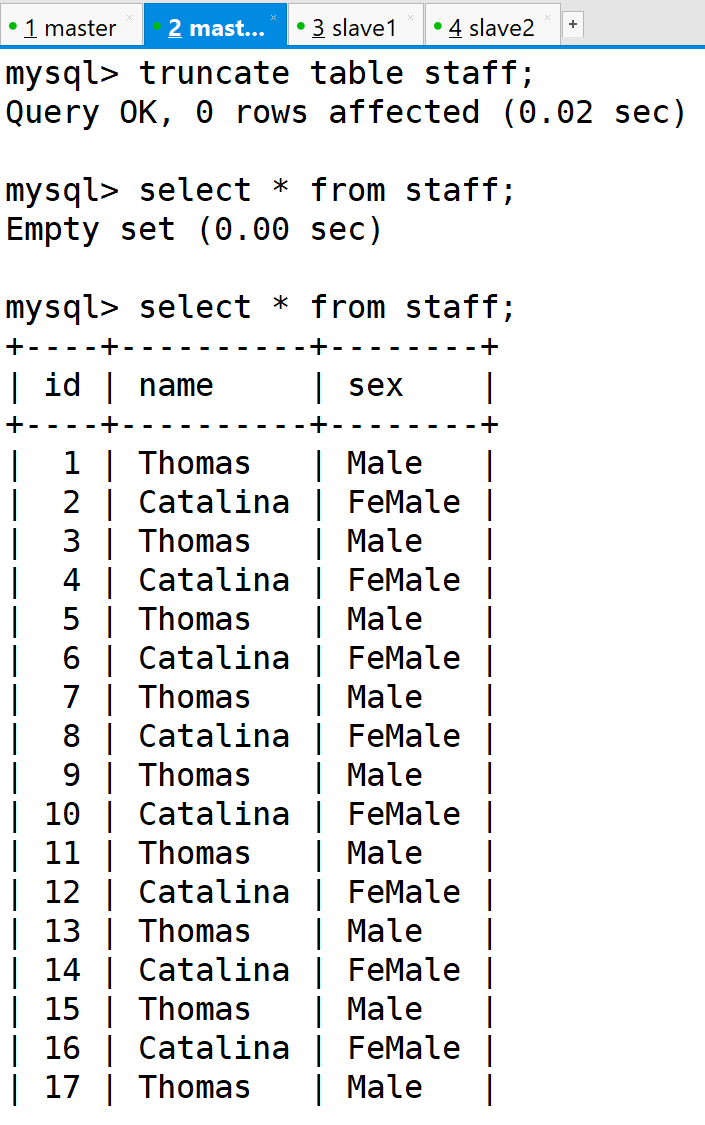 1 master 2 mast... 3 slave1 4 slave2 +
mysql> truncate table staff;
Query OK, 0 rows affected (0.02 sec)
mysql> select * from staff;
Empty set (0.00 sec)
mysql> select * from staff;
+----+----------+--------+
| id | name     | sex    |
+----+----------+--------+
|  1 | Thomas   | Male   |
|  2 | Catalina | FeMale |
|  3 | Thomas   | Male   |
|  4 | Catalina | FeMale |
|  5 | Thomas   | Male   |
|  6 | Catalina | FeMale |
|  7 | Thomas   | Male   |
|  8 | Catalina | FeMale |
|  9 | Thomas   | Male   |
| 10 | Catalina | FeMale |
| 11 | Thomas   | Male   |
| 12 | Catalina | FeMale |
| 13 | Thomas   | Male   |
| 14 | Catalina | FeMale |
| 15 | Thomas   | Male   |
| 16 | Catalina | FeMale |
| 17 | Thomas   | Male   |